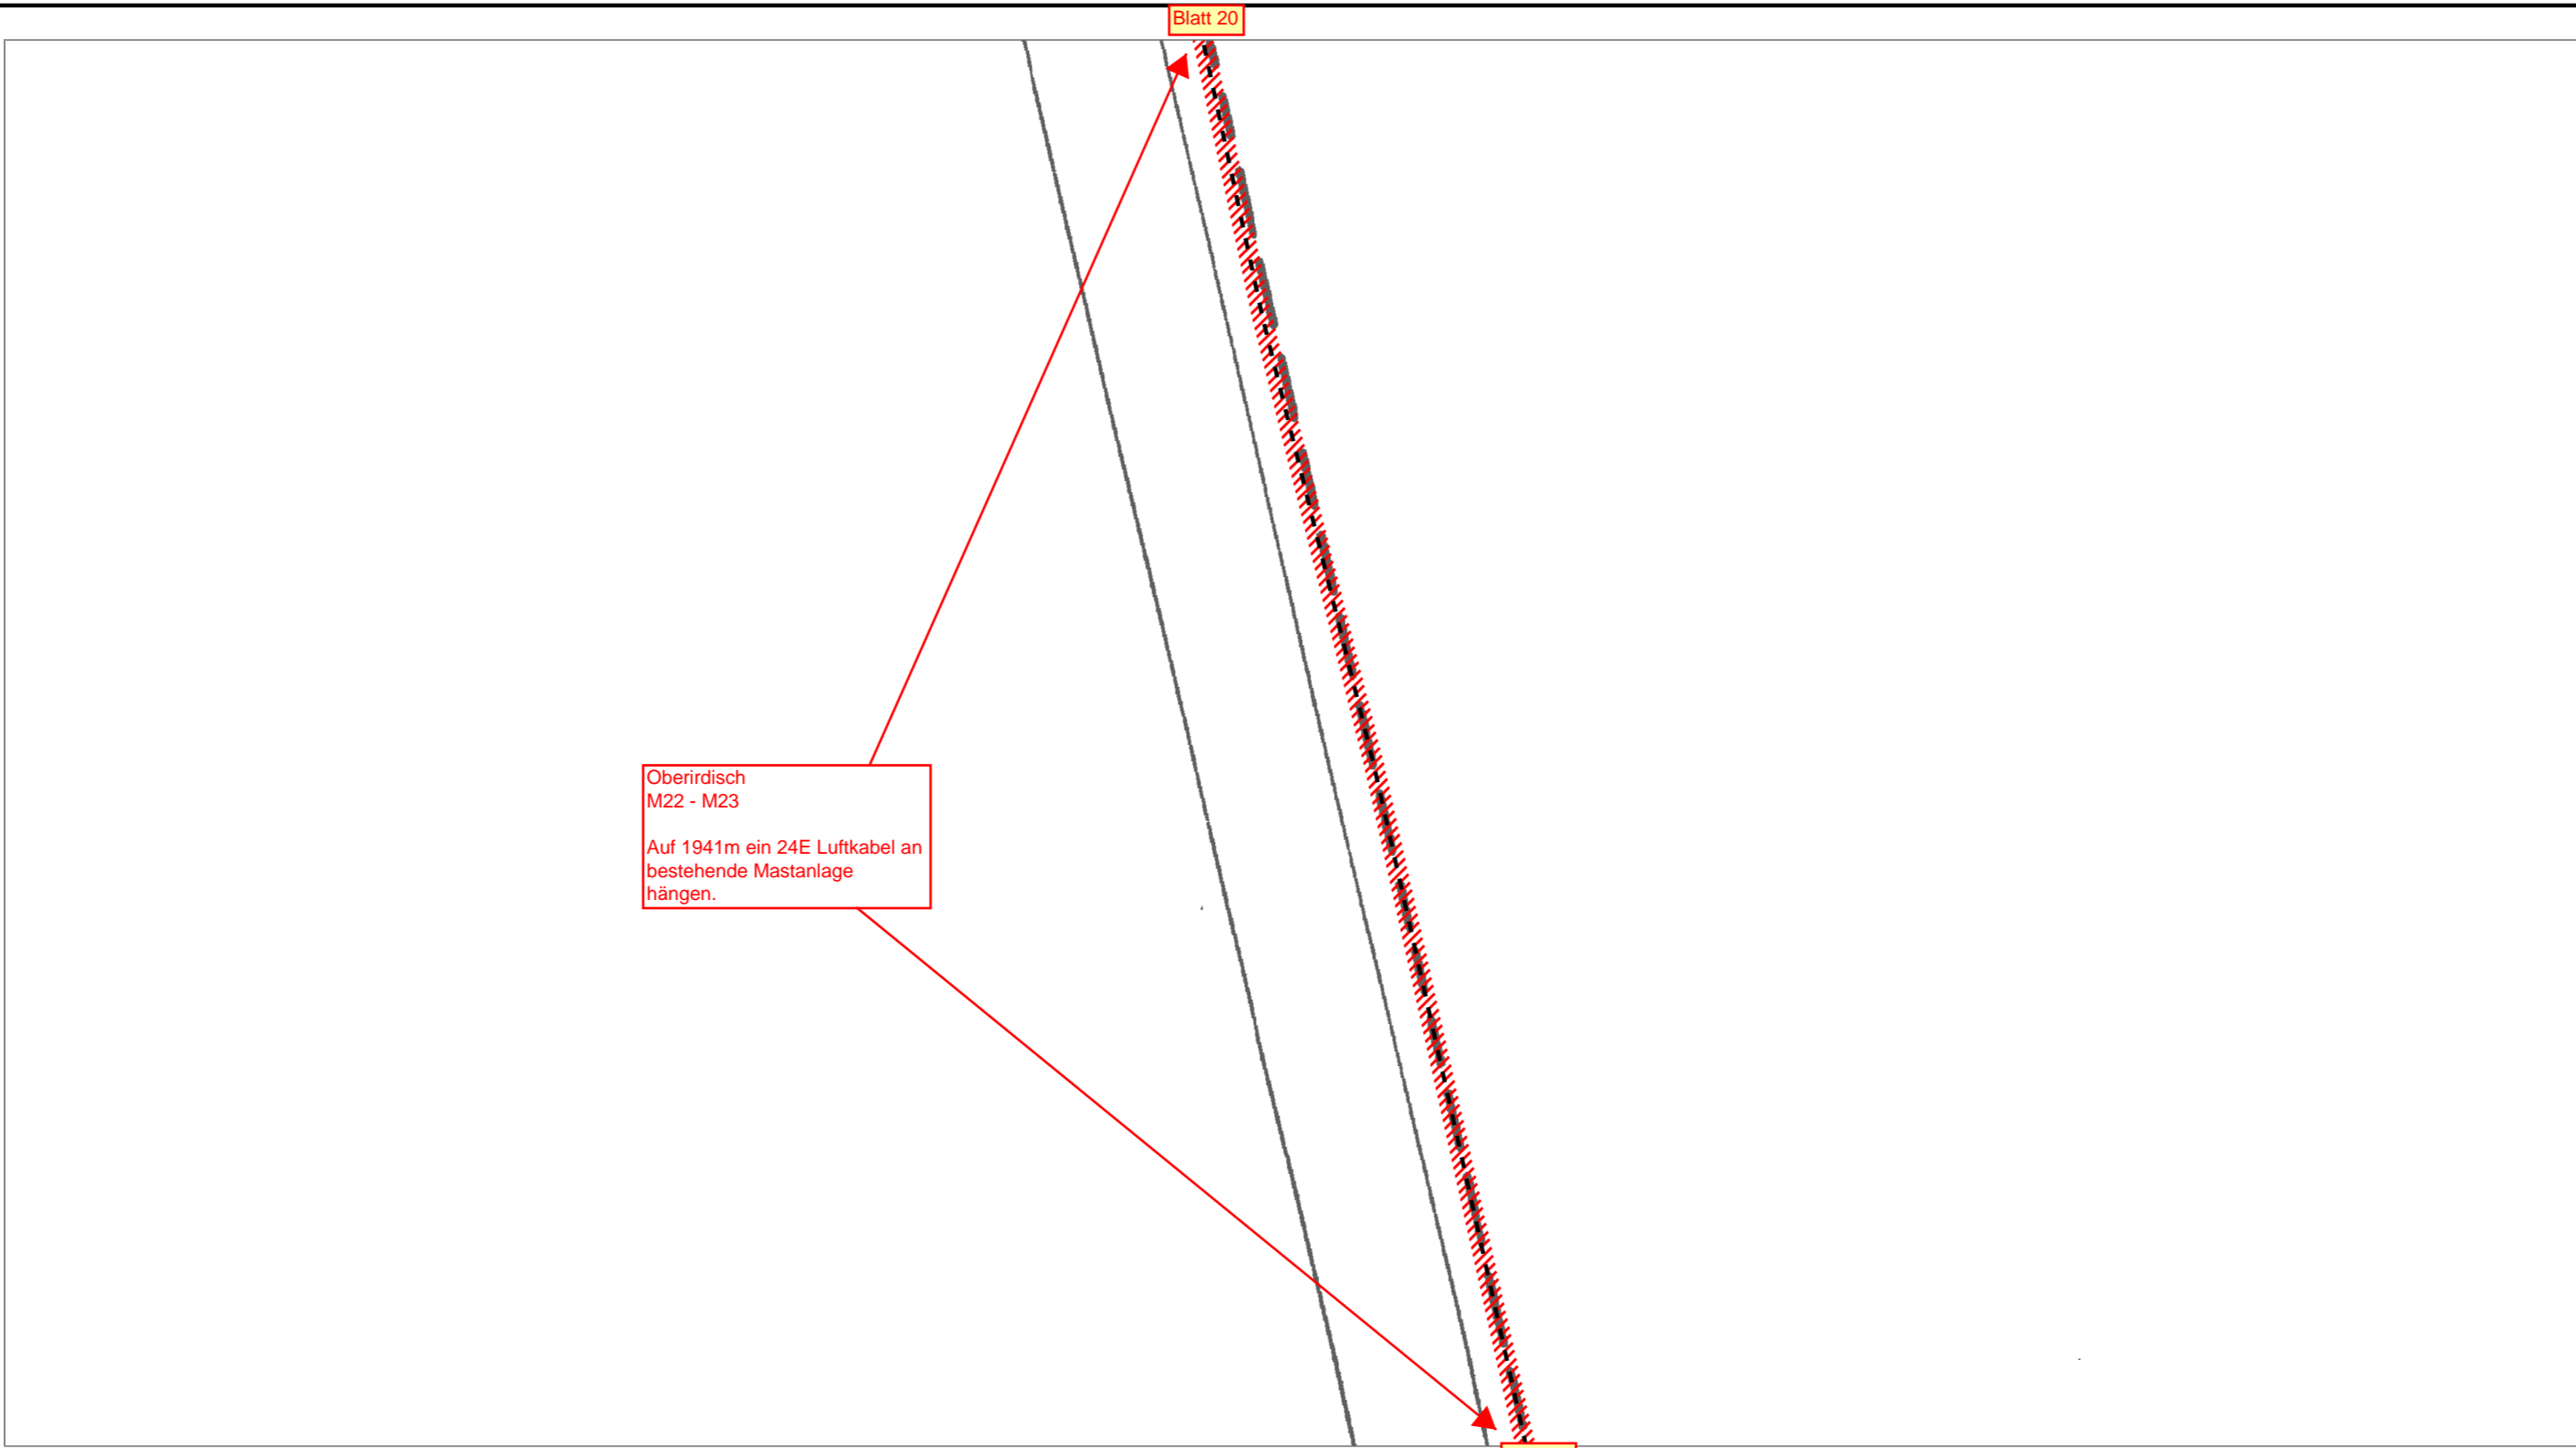 Blatt 20
Oberirdisch
M22 - M23
Auf 1941m ein 24E Luftkabel an
bestehende Mastanlage
hängen.